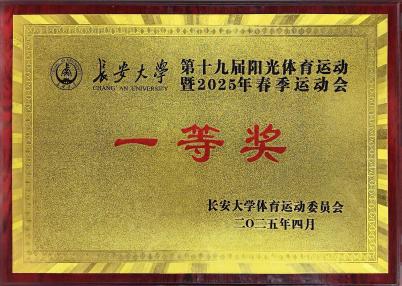 长安大学
CHANG'AN UNIVERSITY
第十九届阳光体育运动
暨2025年春季运动会
一等奖
长安大学体育运动委员会
二〇二五年四月